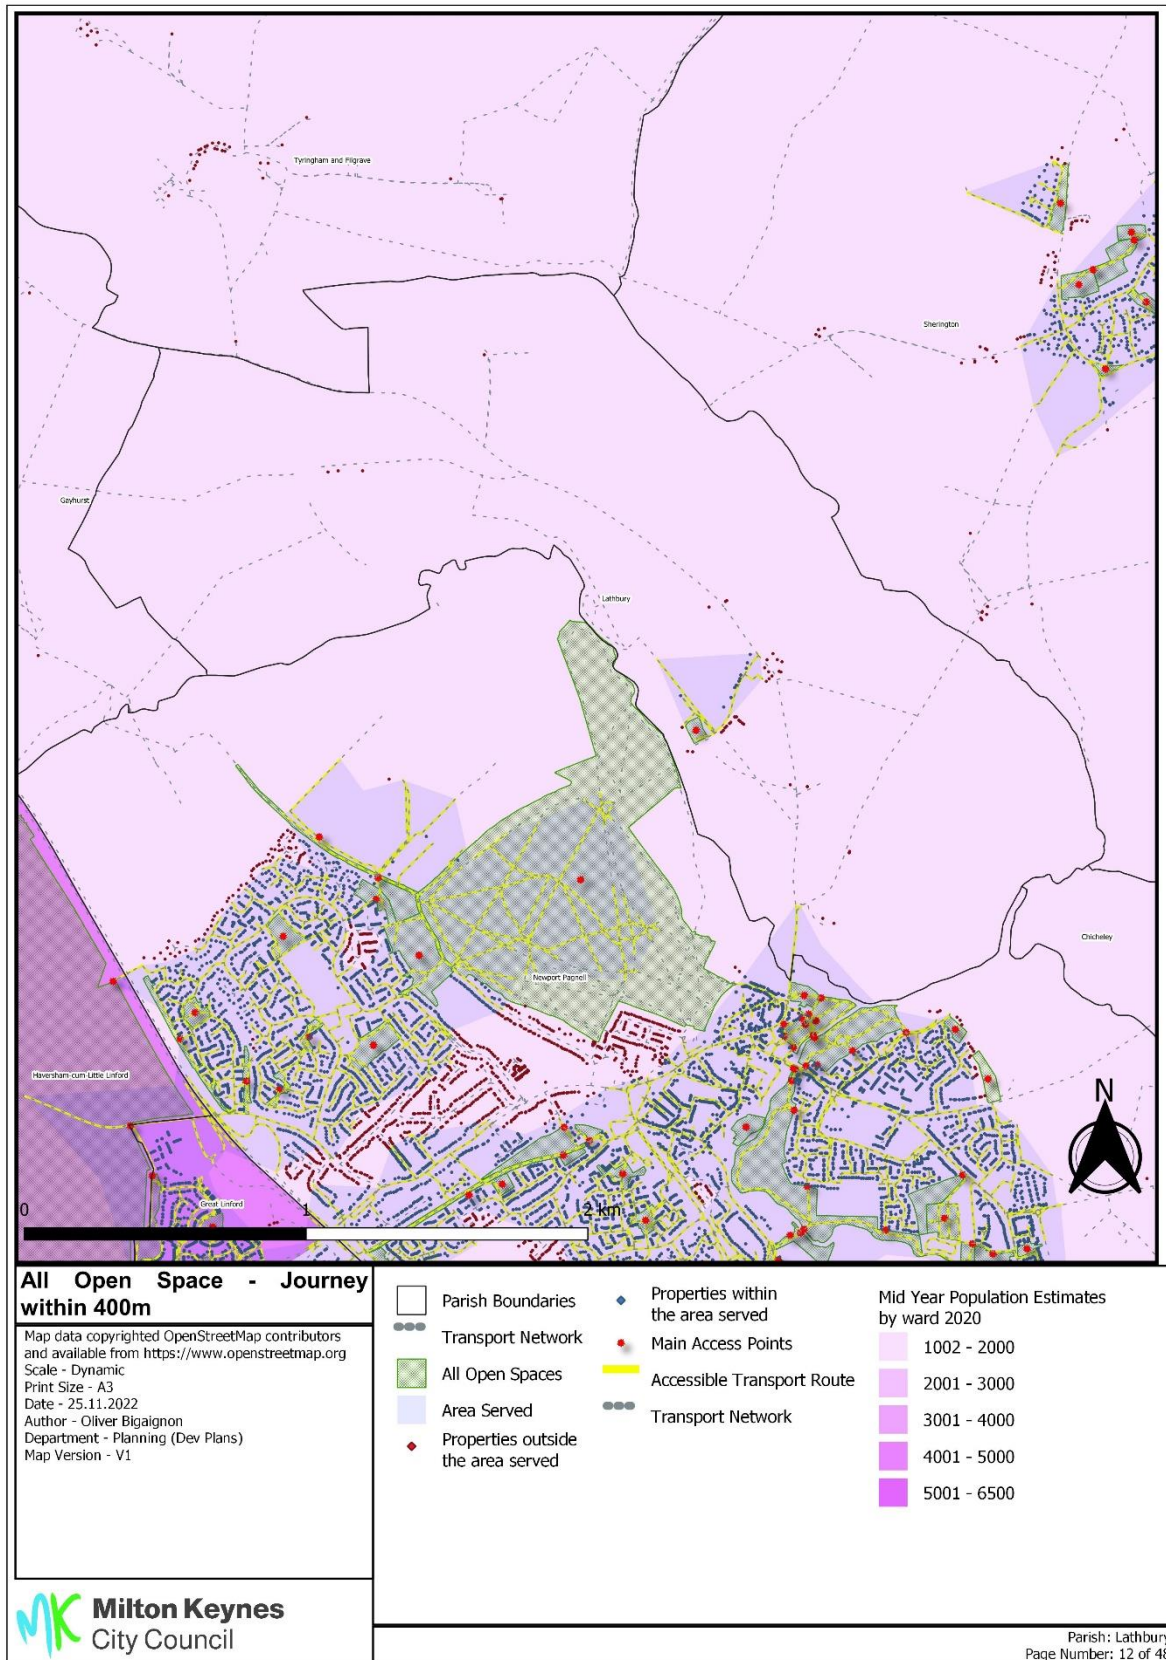 Tyringham and Filgrave
Sherington
Gayhurst
Lathbury
Chicheley
Newport Pagnell
Haversham-cum-Little Linford
N
Great Linford
0
1
2 km
All Open Space - Journey
within 400m
Map data copyrighted OpenStreetMap contributors
and available from https://www.openstreetmap.org
Scale - Dynamic
Print Size - A3
Date - 25.11.2022
Author - Oliver Bigaignon
Department - Planning (Dev Plans)
Map Version - V1
Parish Boundaries
Transport Network
All Open Spaces
Area Served
Properties outside
the area served
Properties within
the area served
Main Access Points
Accessible Transport Route
Transport Network
Mid Year Population Estimates
by ward 2020
1002 - 2000
2001 - 3000
3001 - 4000
4001 - 5000
5001 - 6500
MK
Milton Keynes
City Council
Parish: Lathbury
Page Number: 12 of 48